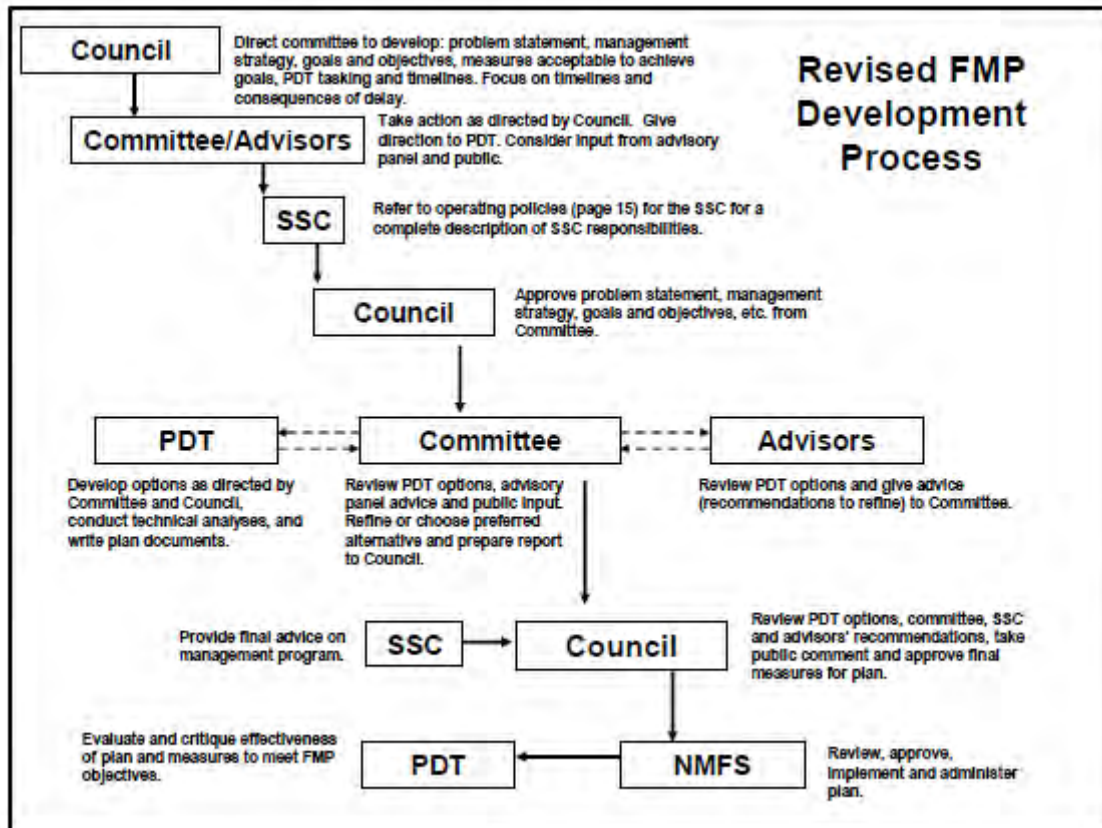 Revised FMP
Development
Process
Council
Direct committee to develop: problem statement, management
strategy, goals and objectives, measures acceptable to achieve
goals, PDT tasking and timelines. Focus on timelines and
consequences of delay.
Committee/Advisors
Take action as directed by Council. Give
direction to PDT. Consider input from advisory
panel and public.
SSC
Refer to operating policies (page 15) for the SSC for a
complete description of SSC responsibilities.
Council
Approve problem statement, management
strategy, goals and objectives, etc. from
Committee.
PDT
Develop options as directed by
Committee and Council,
conduct technical analyses, and
write plan documents.
Committee
Review PDT options, advisory
panel advice and public input.
Refine or choose preferred
alternative and prepare report
to Council.
Advisors
Review PDT options and give advice
(recommendations to refine) to Committee.
Provide final advice on
management program.
SSC
Council
Review PDT options, committee, SSC
and advisors' recommendations, take
public comment and approve final
measures for plan.
Evaluate and critique effectiveness
of plan and measures to meet FMP
objectives.
PDT
NMFS
Review, approve,
implement and administer
plan.